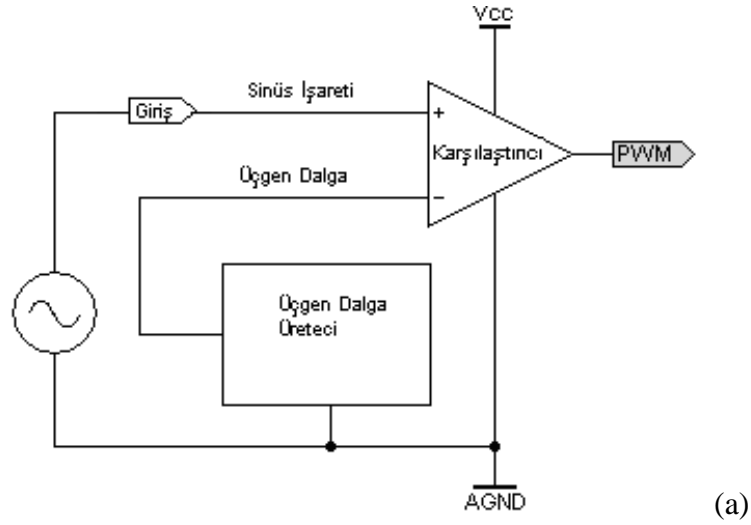 Vcc
Sinüs İşareti
Giriş
+
Karşılaştırıcı
PWM
Üçgen Dalga
−
Üçgen Dalga
Üreteci
AGND
(a)